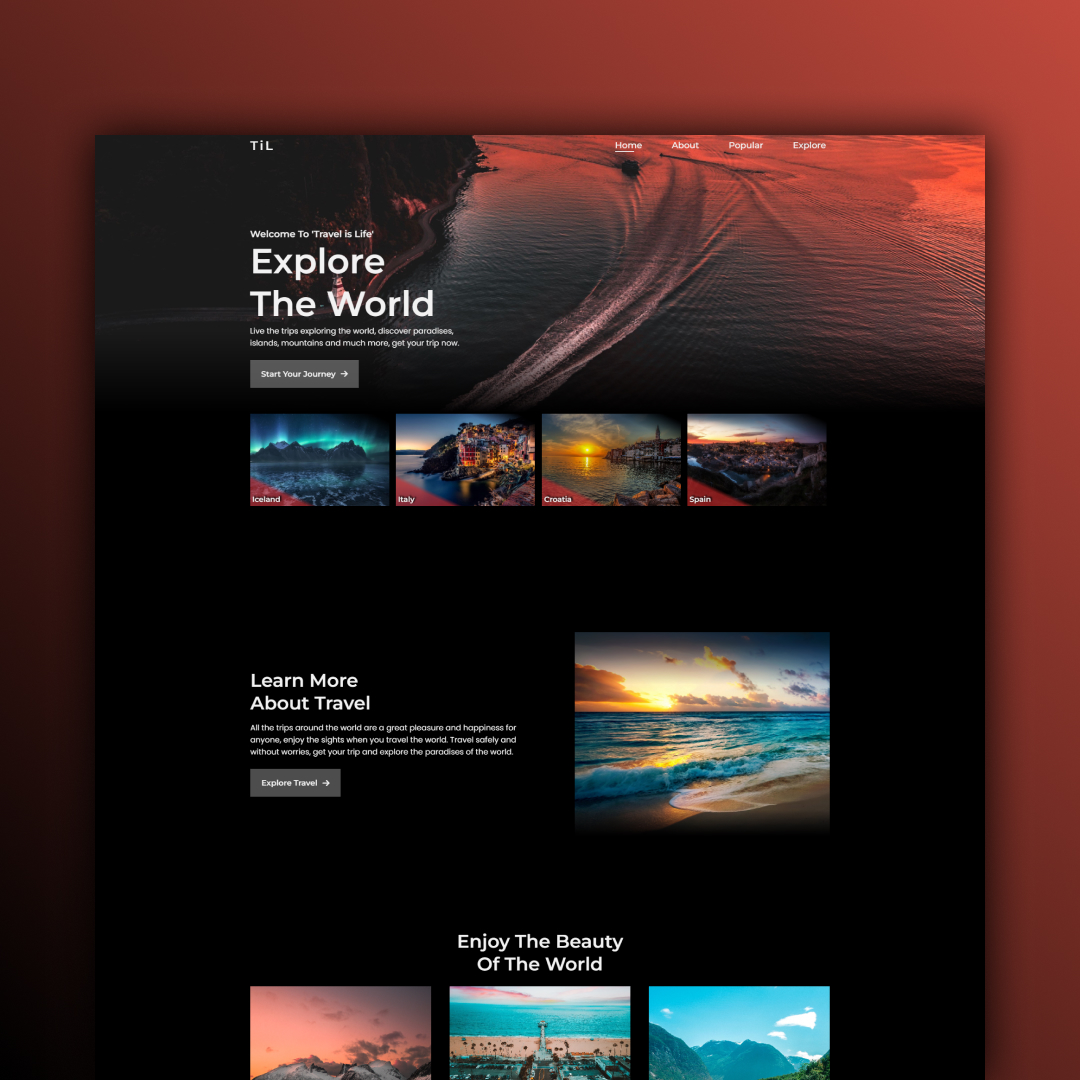 TiL
Home About Popular Explore
Welcome To 'Travel is Life'
Explore
The World
Live the trips exploring the world, discover paradises,
islands, mountains and much more, get your trip now.
Start Your Journey →
Iceland Italy Croatia Spain
Learn More
About Travel
All the trips around the world are a great pleasure and happiness for
anyone, enjoy the sights when you travel the world. Travel safely and
without worries, get your trip and explore the paradises of the world.
Explore Travel →
Enjoy The Beauty
Of The World